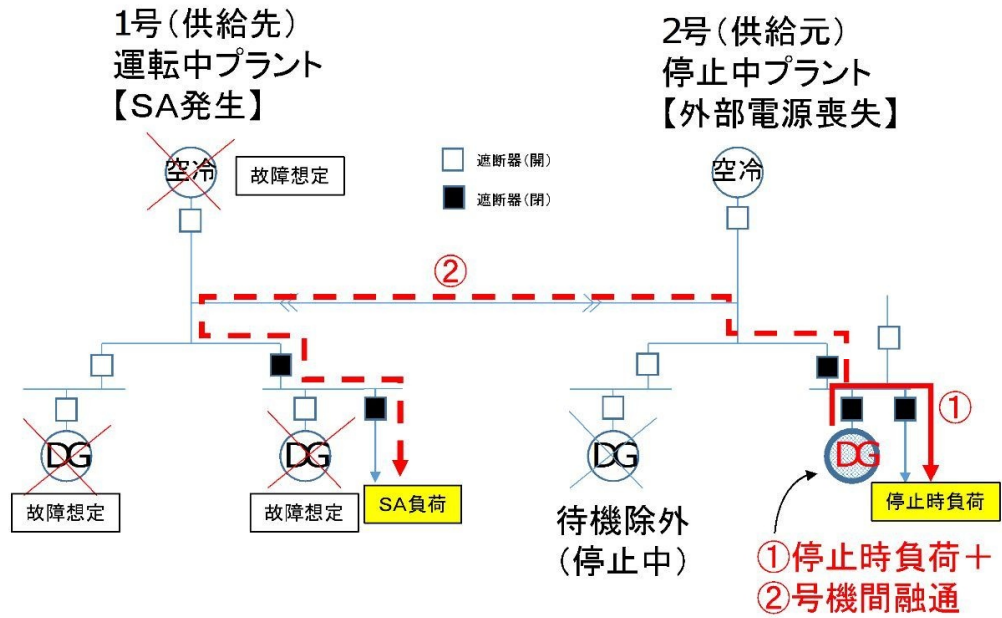 1号(供給先)
運転中プラント
【SA発生】
2号(供給元)
停止中プラント
【外部電源喪失】
空冷
故障想定
遮断器(開)
遮断器(閉)
空冷
②
①
DG
DG
DG
DG
故障想定
故障想定
SA負荷
待機除外
(停止中)
停止時負荷
①停止時負荷+
②号機間融通